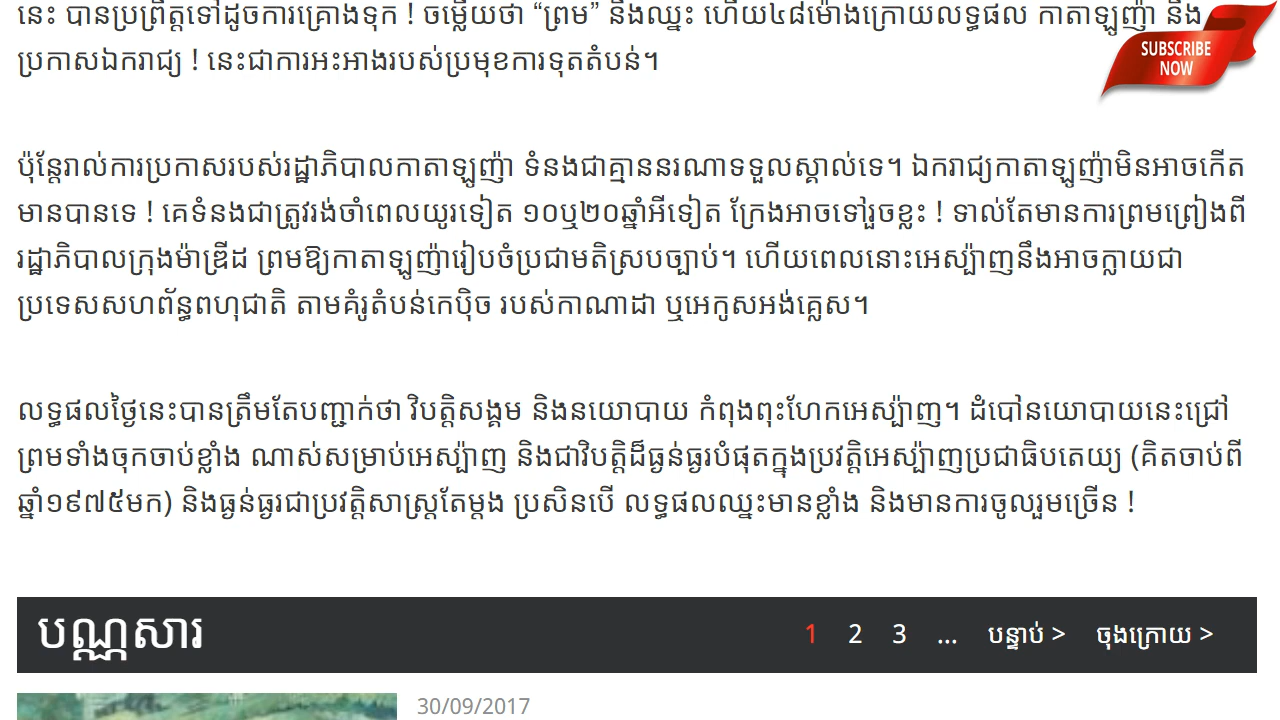 នេះ បានប្រព្រឹត្តទៅដូចការគ្រោងទុក ! ចម្លើយថា “ព្រម” នឹងឈ្នះ ហើយ៤៨ម៉ោងក្រោយលទ្ធផល កាតាឡូញ៉ា នឹង
ប្រកាសឯករាជ្យ ! នេះជាការអះអាងរបស់ប្រមុខការទូតតំបន់។
SUBSCRIBE
NOW
ប៉ុន្តែរាល់ការប្រកាសរបស់រដ្ឋាភិបាលកាតាឡូញ៉ា ទំនងជាគ្មាននរណាទទួលស្គាល់ទេ។ ឯករាជ្យកាតាឡូញ៉ាមិនអាចកើត
មានបានទេ ! គេទំនងជាត្រូវរង់ចាំពេលយូរទៀត ១០ឬ២០ឆ្នាំអីទៀត ក្រែងអាចទៅរួចខ្លះ ! ទាល់តែមានការព្រមព្រៀងពី
រដ្ឋាភិបាលក្រុងម៉ាឌ្រីដ ព្រមឱ្យកាតាឡូញ៉ារៀបចំប្រជាមតិស្របច្បាប់។ ហើយពេលនោះអេស្ប៉ាញនឹងអាចក្លាយជា
ប្រទេសសហព័ន្ធពហុជាតិ តាមគំរូតំបន់កេប៉ិច របស់កាណាដា ឬអេកូសអង់គ្លេស។
លទ្ធផលថ្ងៃនេះបានត្រឹមតែបញ្ជាក់ថា វិបត្តិសង្គម និងនយោបាយ កំពុងពុះហែកអេស្ប៉ាញ។ ដំបៅនយោបាយនេះជ្រៅ
ព្រមទាំងចុកចាប់ខ្លាំង ណាស់សម្រាប់អេស្ប៉ាញ និងជាវិបត្តិដ៏ធ្ងន់ធ្ងរបំផុតក្នុងប្រវត្តិអេស្ប៉ាញប្រជាធិបតេយ្យ (គិតចាប់ពី
ឆ្នាំ១៩៧៥មក) និងធ្ងន់ធ្ងរជាប្រវត្តិសាស្ត្រតែម្តង ប្រសិនបើ លទ្ធផលឈ្នះមានខ្លាំង និងមានការចូលរួមច្រើន !
បណ្ណសារ
1 2 3 ... បន្ទាប់ > ចុងក្រោយ >
30/09/2017